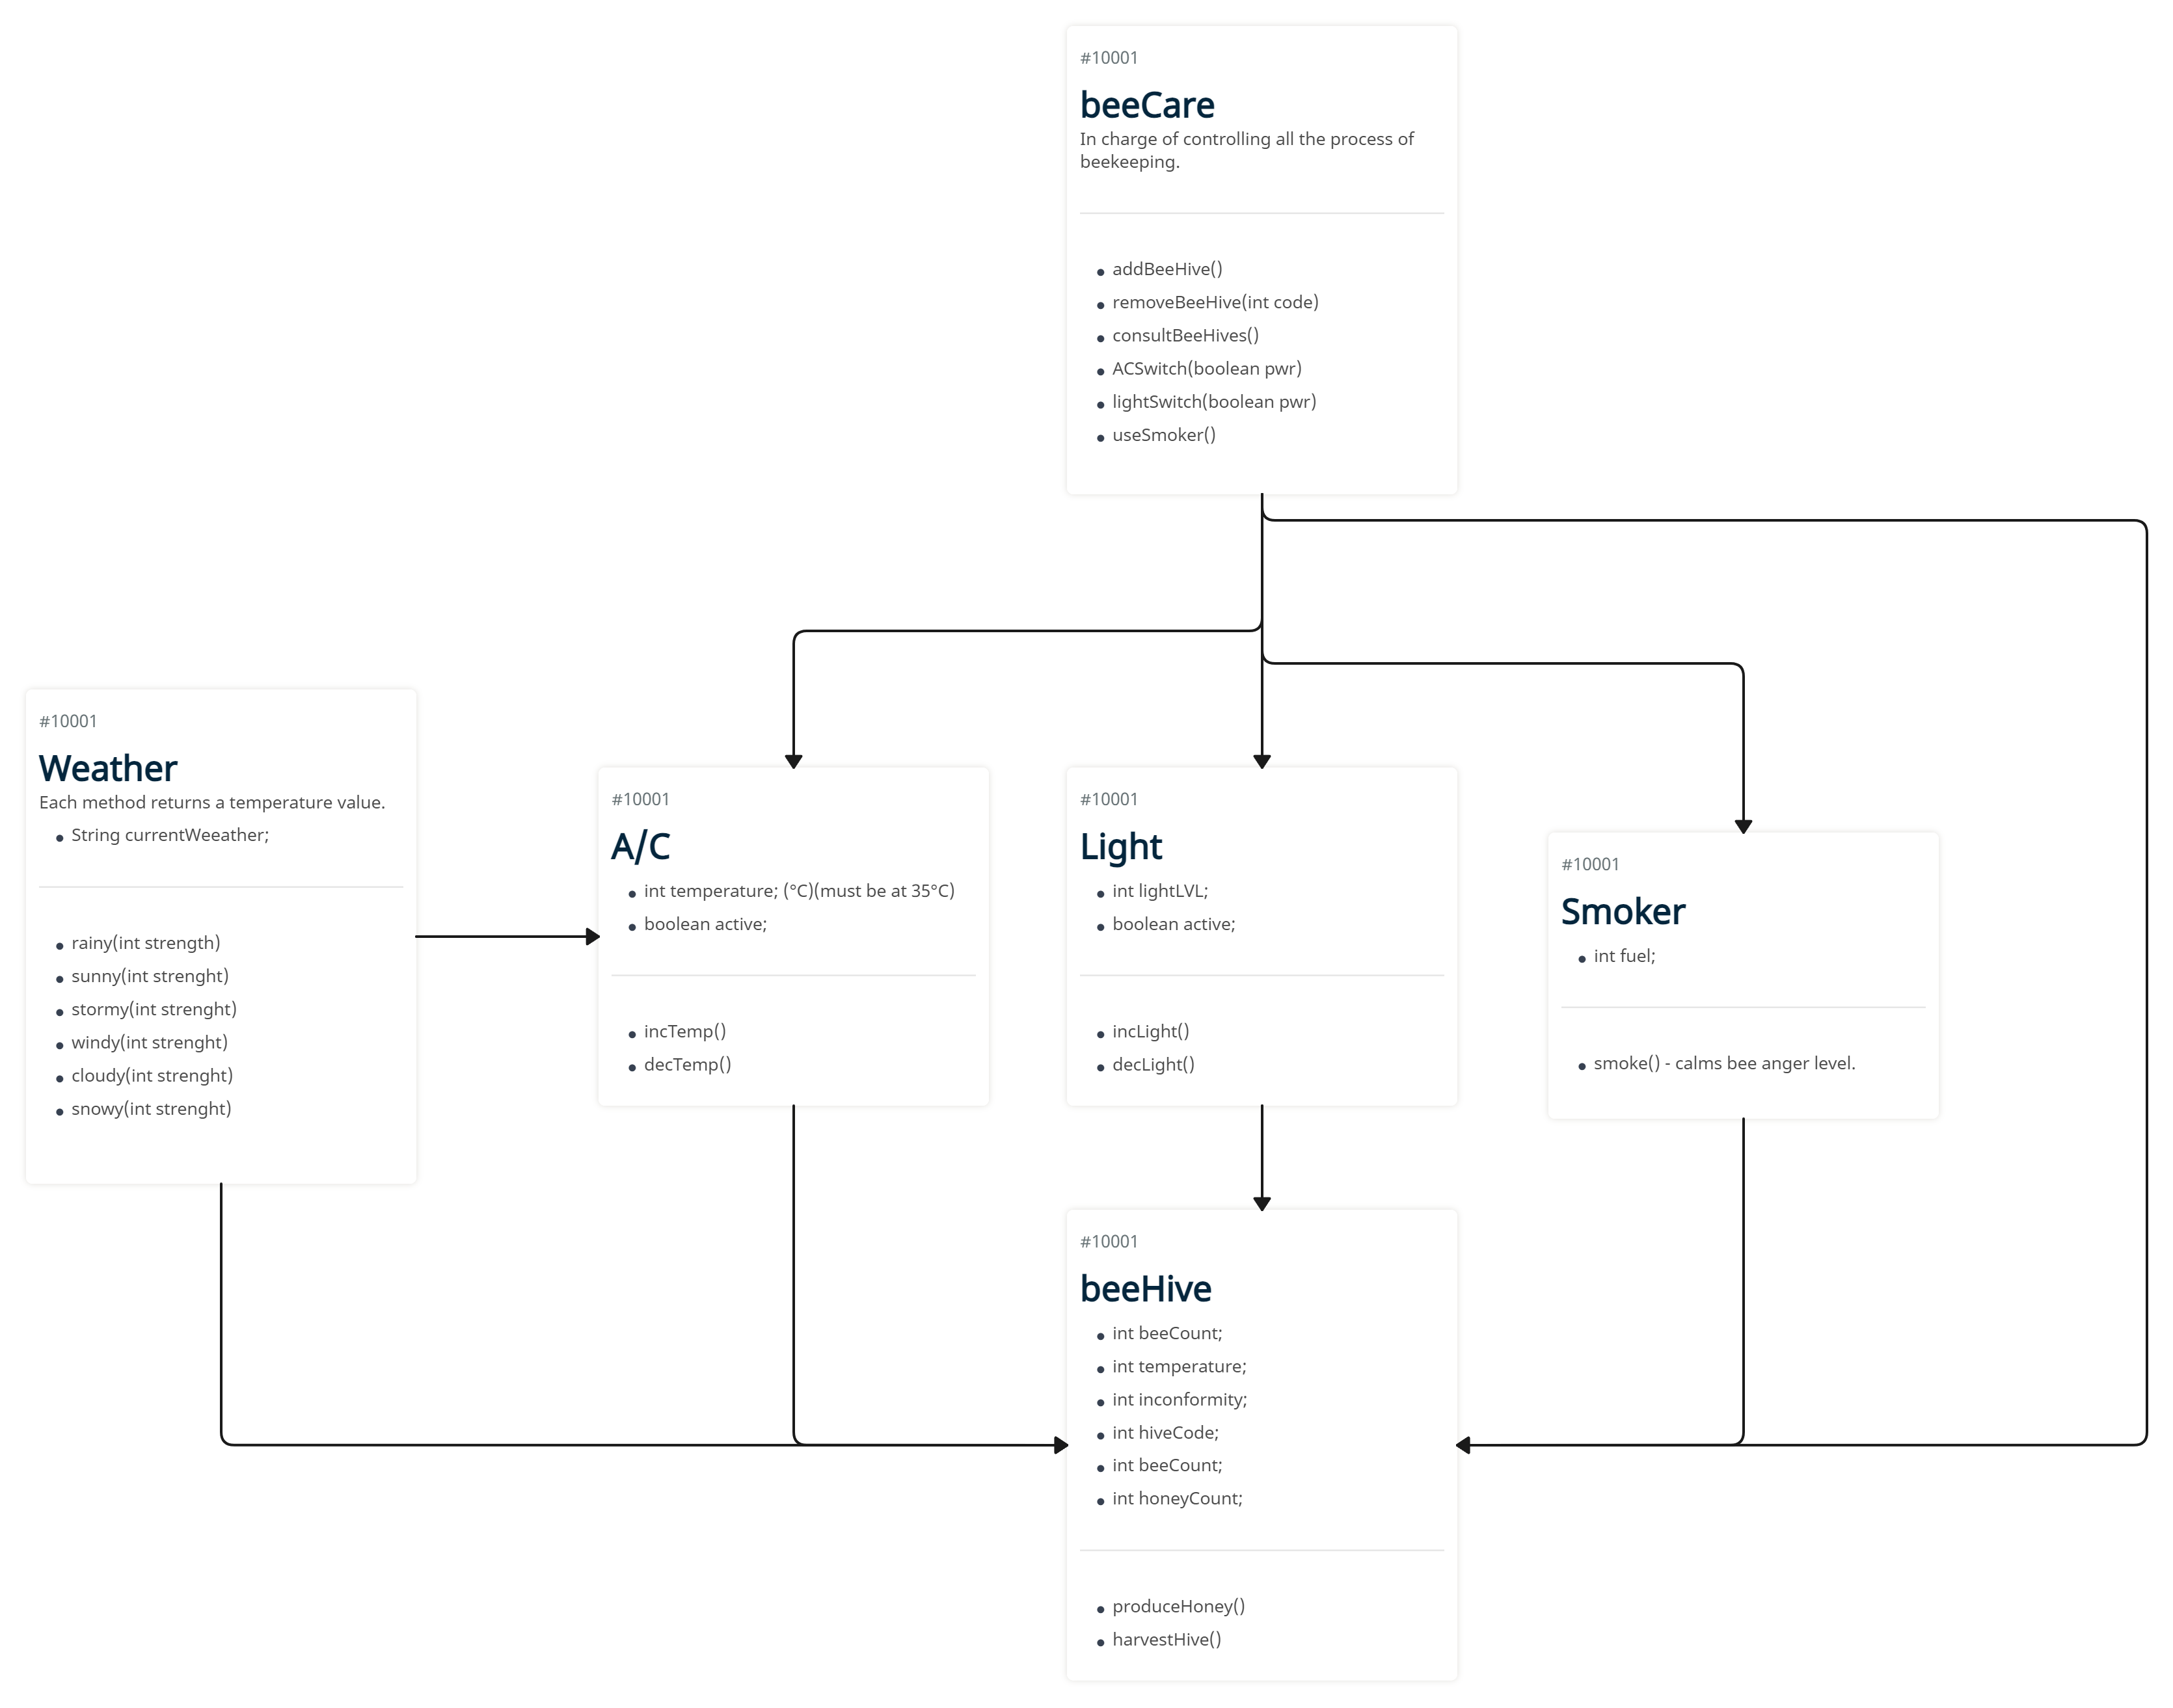 #10001
beeCare
In charge of controlling all the process of
beekeeping.
addBeeHive()
removeBeeHive(int code)
consultBeeHives()
ACSwitch(boolean pwr)
lightSwitch(boolean pwr)
useSmoker()
#10001
Weather
Each method returns a temperature value.
String currentWeeather;
rainy(int strength)
sunny(int strenght)
stormy(int strenght)
windy(int strenght)
cloudy(int strenght)
snowy(int strenght)
#10001
A/C
int temperature; (°C)(must be at 35°C)
boolean active;
incTemp()
decTemp()
#10001
Light
int lightLVL;
boolean active;
incLight()
decLight()
#10001
Smoker
int fuel;
smoke() - calms bee anger level.
#10001
beeHive
int beeCount;
int temperature;
int inconformity;
int hiveCode;
int beeCount;
int honeyCount;
produceHoney()
harvestHive()